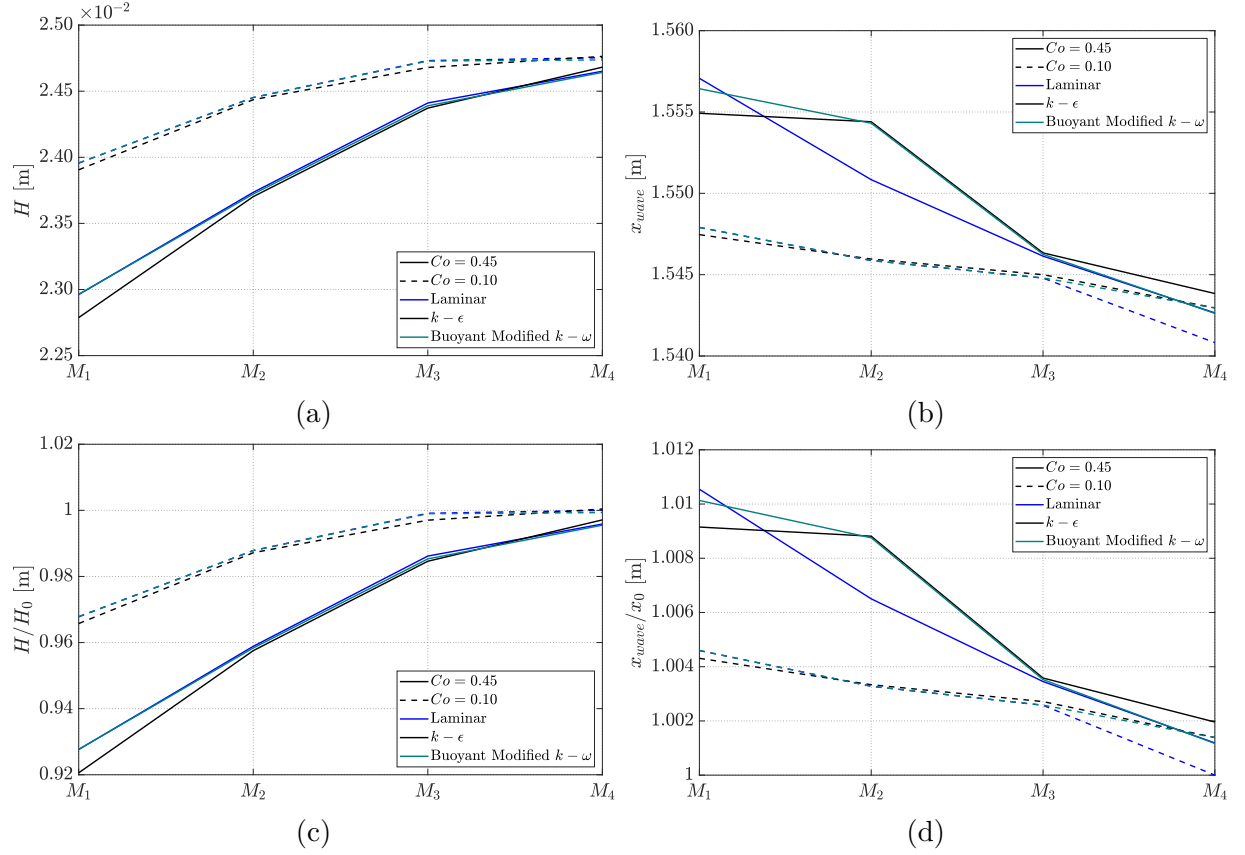 ×10⁻²
2.50
2.45
2.40
2.35
2.30
2.25
H [m]
Co = 0.45
Co = 0.10
Laminar
k − ϵ
Buoyant Modified k − ω
M₁ M₂ M₃ M₄
(a)
1.560
1.555
1.550
1.545
1.540
x_wave [m]
Co = 0.45
Co = 0.10
Laminar
k − ϵ
Buoyant Modified k − ω
M₁ M₂ M₃ M₄
(b)
1.02
1
0.98
0.96
0.94
0.92
H/H₀ [m]
Co = 0.45
Co = 0.10
Laminar
k − ϵ
Buoyant Modified k − ω
M₁ M₂ M₃ M₄
(c)
1.012
1.01
1.008
1.006
1.004
1.002
1
x_wave/x₀ [m]
Co = 0.45
Co = 0.10
Laminar
k − ϵ
Buoyant Modified k − ω
M₁ M₂ M₃ M₄
(d)